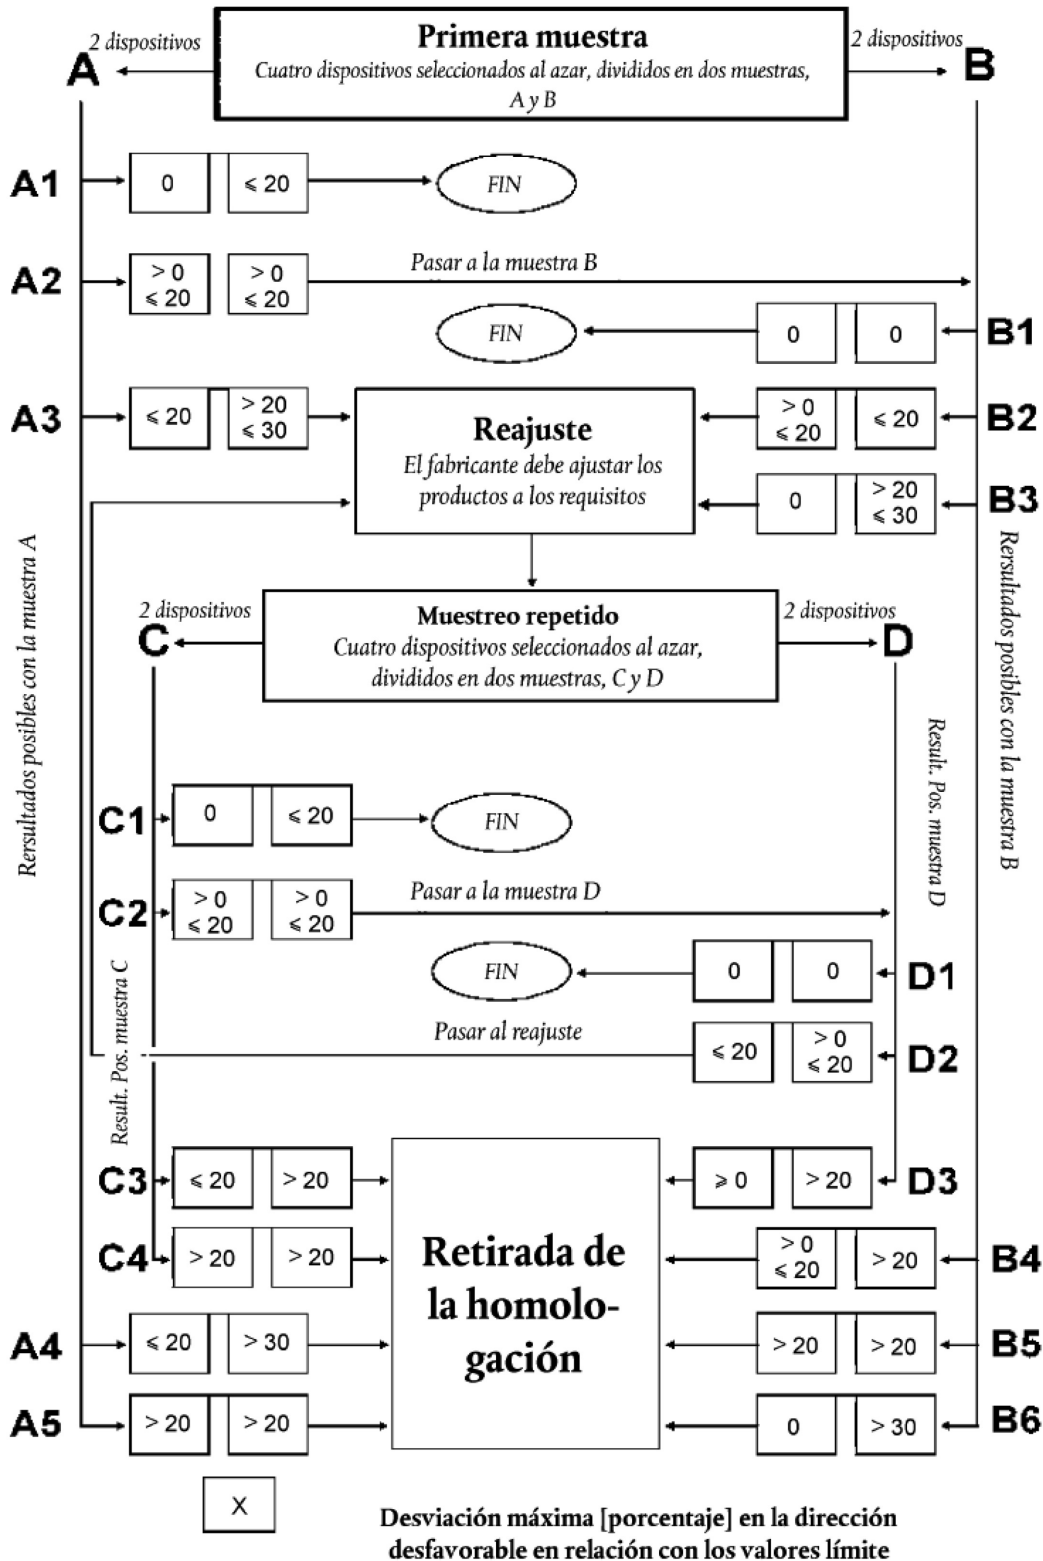 Primera muestra
Cuatro dispositivos seleccionados al azar, divididos en dos muestras,
A y B
2 dispositivos
A
2 dispositivos
B
A1
0
≤ 20
FIN
A2
> 0
≤ 20
> 0
≤ 20
Pasar a la muestra B
FIN
0
0
B1
A3
≤ 20
> 20
≤ 30
Reajuste
El fabricante debe ajustar los
productos a los requisitos
> 0
≤ 20
≤ 20
B2
0
> 20
≤ 30
B3
Rersultados posibles con la muestra A
Rersultados posibles con la muestra B
2 dispositivos
C
Muestreo repetido
Cuatro dispositivos seleccionados al azar,
divididos en dos muestras, C y D
2 dispositivos
D
Result. Pos. muestra D
C1
0
≤ 20
FIN
C2
> 0
≤ 20
> 0
≤ 20
Pasar a la muestra D
FIN
0
0
D1
Result. Pos. muestra C
Pasar al reajuste
≤ 20
> 0
≤ 20
D2
C3
≤ 20
> 20
Retirada de
la homolo-
gación
≥ 0
> 20
D3
C4
> 20
> 20
> 0
≤ 20
> 20
B4
A4
≤ 20
> 30
> 20
> 20
B5
A5
> 20
> 20
0
> 30
B6
X
Desviación máxima [porcentaje] en la dirección
desfavorable en relación con los valores límite